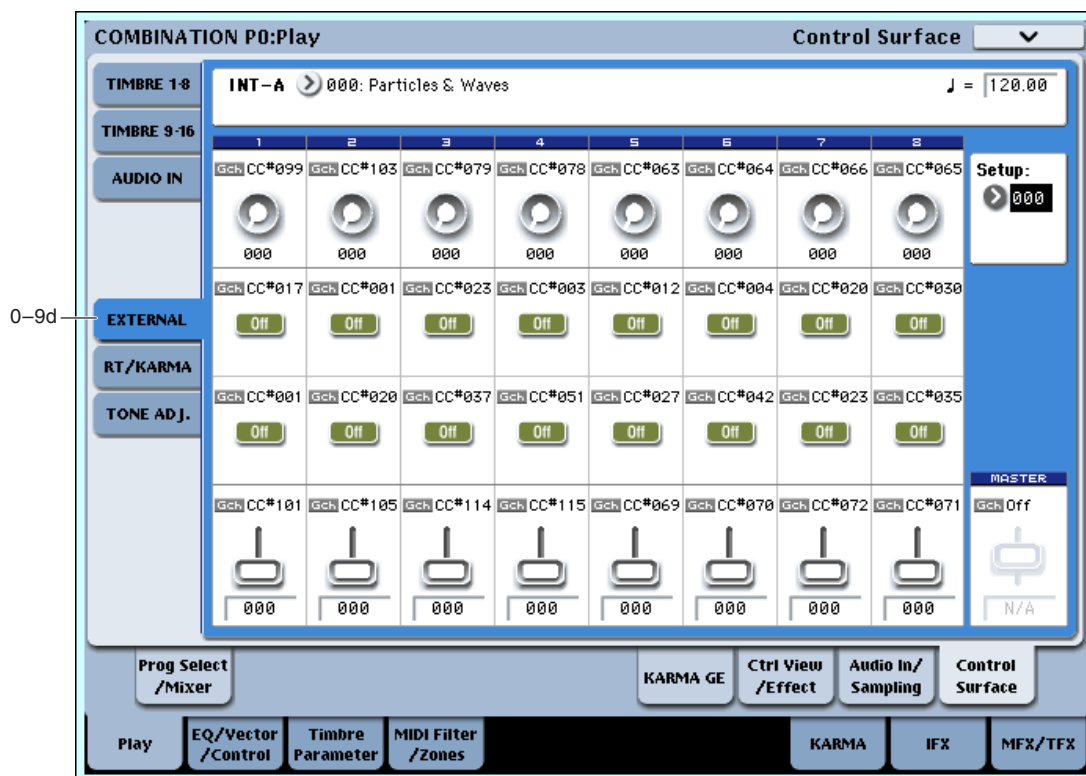 COMBINATION P0:Play
Control Surface
TIMBRE 1-8
INT-A 000: Particles & Waves
♩ = 120.00
TIMBRE 9-16
AUDIO IN
1 2 3 4 5 6 7 8
Gch CC#099 Gch CC#103 Gch CC#079 Gch CC#078 Gch CC#063 Gch CC#064 Gch CC#066 Gch CC#065
Setup:
000
000 000 000 000 000 000 000 000
Gch CC#017 Gch CC#001 Gch CC#023 Gch CC#003 Gch CC#012 Gch CC#004 Gch CC#020 Gch CC#030
0–9d
EXTERNAL
Off Off Off Off Off Off Off Off
RT/KARMA
TONE ADJ.
Gch CC#001 Gch CC#020 Gch CC#037 Gch CC#051 Gch CC#027 Gch CC#042 Gch CC#023 Gch CC#035
Off Off Off Off Off Off Off Off
MASTER
Gch CC#101 Gch CC#105 Gch CC#114 Gch CC#115 Gch CC#069 Gch CC#070 Gch CC#072 Gch CC#071 Gch Off
000 000 000 000 000 000 000 000 N/A
Prog Select
/Mixer
KARMA GE
Ctrl View
/Effect
Audio In/
Sampling
Control
Surface
Play
EQ/Vector
/Control
Timbre
Parameter
MIDI Filter
/Zones
KARMA
IFX
MFX/TFX